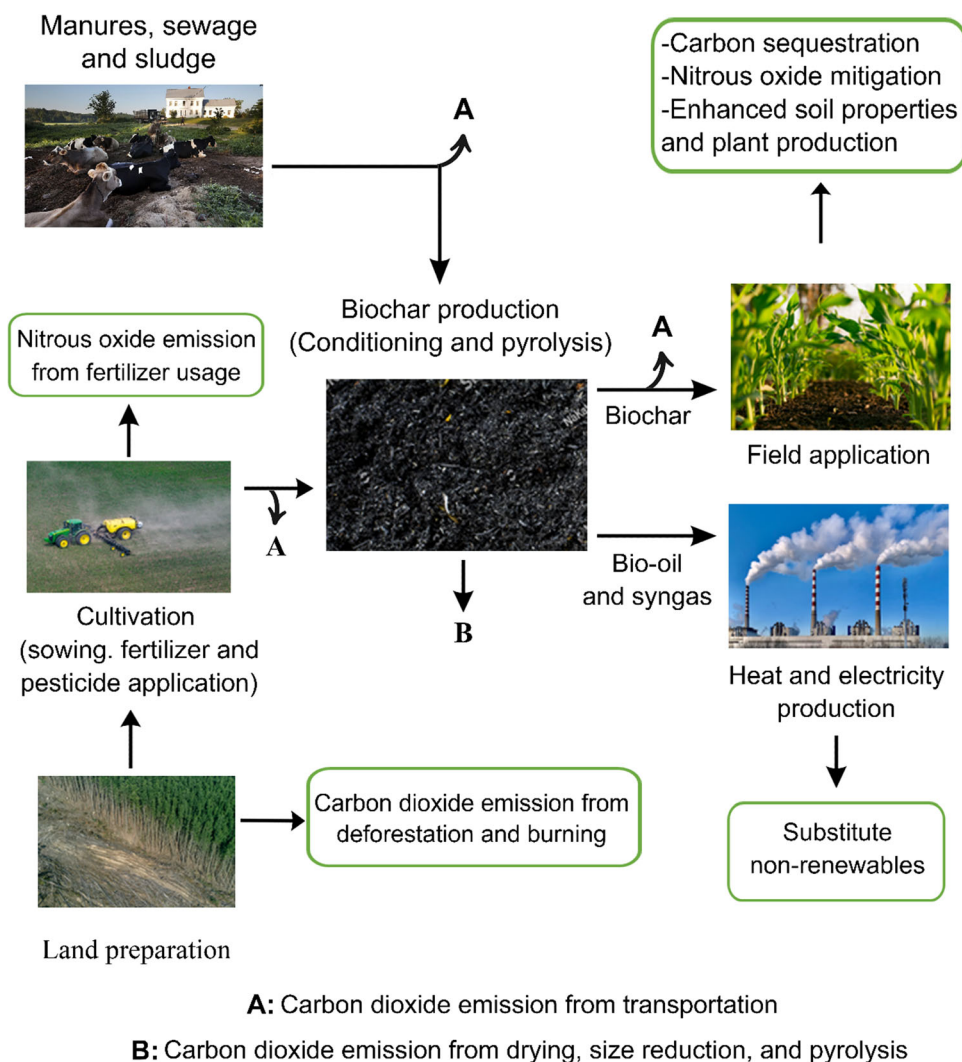 Manures, sewage
and sludge
A
-Carbon sequestration
-Nitrous oxide mitigation
-Enhanced soil properties
and plant production
Biochar production
(Conditioning and pyrolysis)
Nitrous oxide emission
from fertilizer usage
A
Biochar
Field application
A
Bio-oil
and syngas
B
Cultivation
(sowing. fertilizer and
pesticide application)
Heat and electricity
production
Carbon dioxide emission from
deforestation and burning
Substitute
non-renewables
Land preparation
A: Carbon dioxide emission from transportation
B: Carbon dioxide emission from drying, size reduction, and pyrolysis